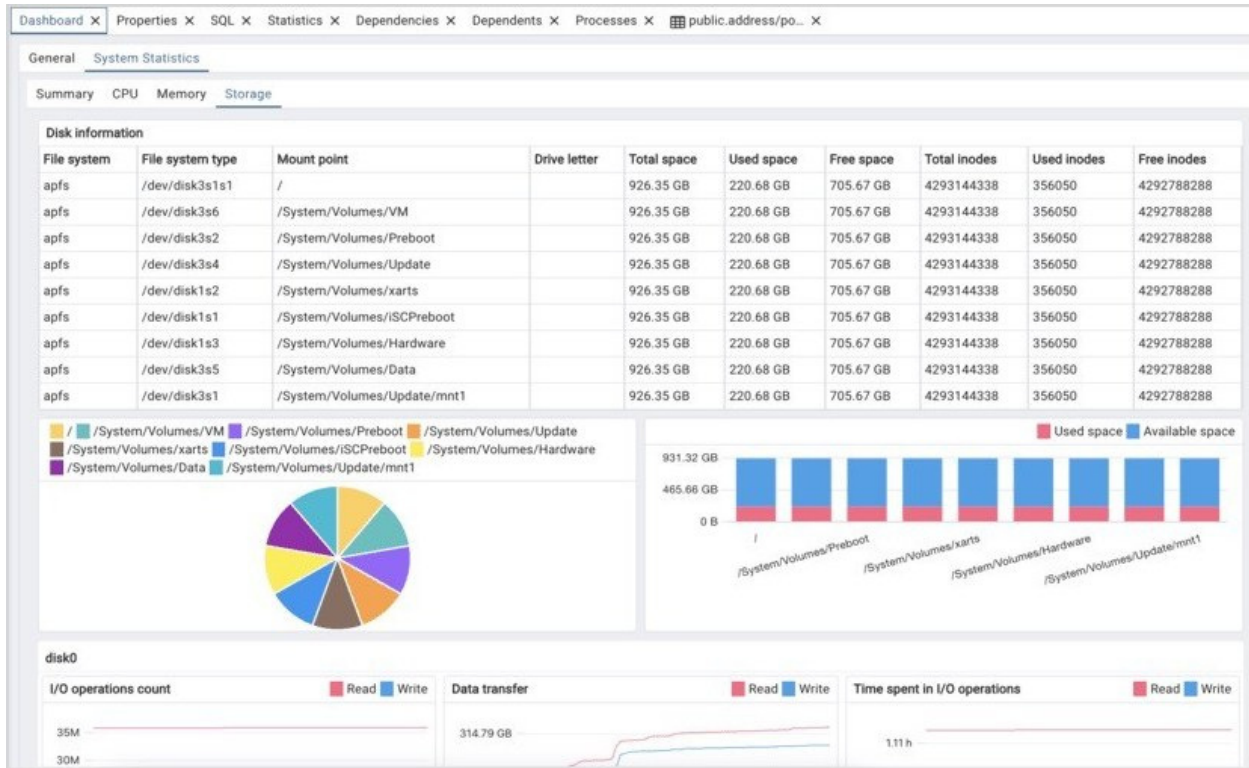 Dashboard X Properties X SQL X Statistics X Dependencies X Dependents X Processes X public.address/po... X
General System Statistics
Summary CPU Memory Storage
Disk information
File system File system type Mount point Drive letter Total space Used space Free space Total inodes Used inodes Free inodes
apfs /dev/disk3s1s1 / 926.35 GB 220.68 GB 705.67 GB 4293144338 356050 4292788288
apfs /dev/disk3s6 /System/Volumes/VM 926.35 GB 220.68 GB 705.67 GB 4293144338 356050 4292788288
apfs /dev/disk3s2 /System/Volumes/Preboot 926.35 GB 220.68 GB 705.67 GB 4293144338 356050 4292788288
apfs /dev/disk3s4 /System/Volumes/Update 926.35 GB 220.68 GB 705.67 GB 4293144338 356050 4292788288
apfs /dev/disk1s2 /System/Volumes/xarts 926.35 GB 220.68 GB 705.67 GB 4293144338 356050 4292788288
apfs /dev/disk1s1 /System/Volumes/iSCPreboot 926.35 GB 220.68 GB 705.67 GB 4293144338 356050 4292788288
apfs /dev/disk1s3 /System/Volumes/Hardware 926.35 GB 220.68 GB 705.67 GB 4293144338 356050 4292788288
apfs /dev/disk3s5 /System/Volumes/Data 926.35 GB 220.68 GB 705.67 GB 4293144338 356050 4292788288
apfs /dev/disk3s1 /System/Volumes/Update/mnt1 926.35 GB 220.68 GB 705.67 GB 4293144338 356050 4292788288
/ /System/Volumes/VM /System/Volumes/Preboot /System/Volumes/Update
/System/Volumes/xarts /System/Volumes/iSCPreboot /System/Volumes/Hardware
/System/Volumes/Data /System/Volumes/Update/mnt1
Used space Available space
931.32 GB
465.66 GB
0 B
/ /System/Volumes/Preboot /System/Volumes/xarts /System/Volumes/Hardware /System/Volumes/Update/mnt1
disk0
I/O operations count Read Write
35M
30M
Data transfer Read Write
314.79 GB
Time spent in I/O operations Read Write
1.11 h